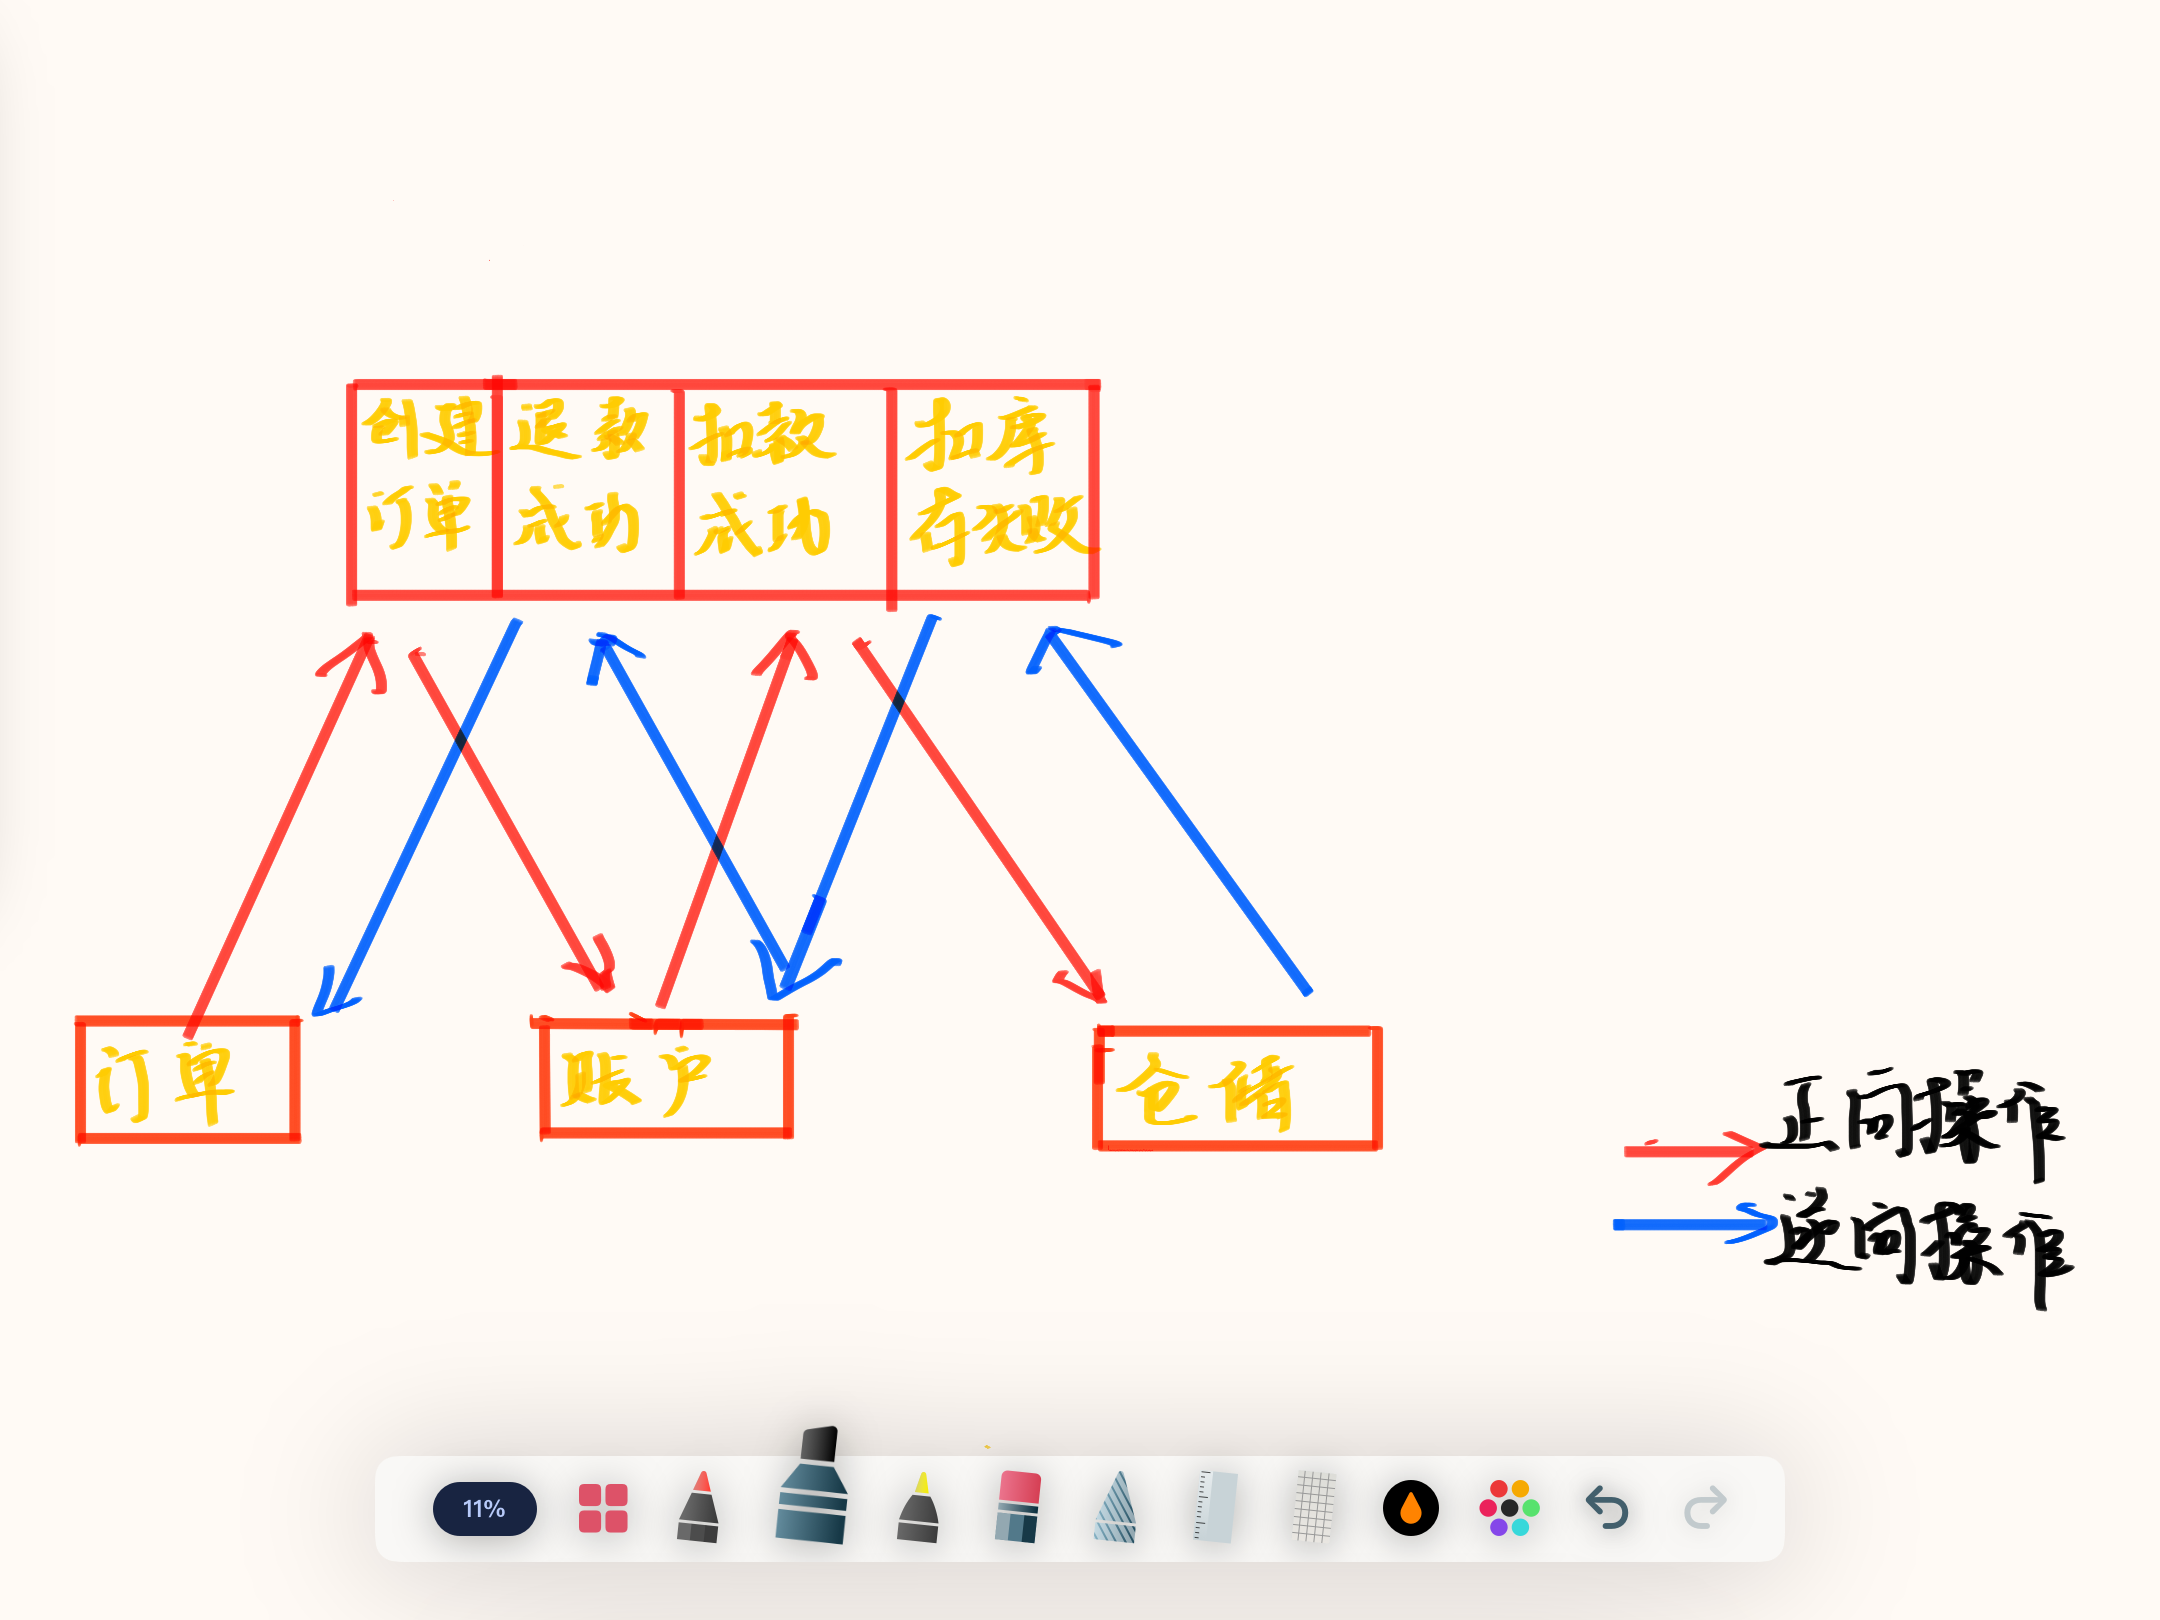 创建
订单
退款
成功
扣款
成功
扣库
存失败
订单
账户
仓储
正向操作
逆向操作
11%